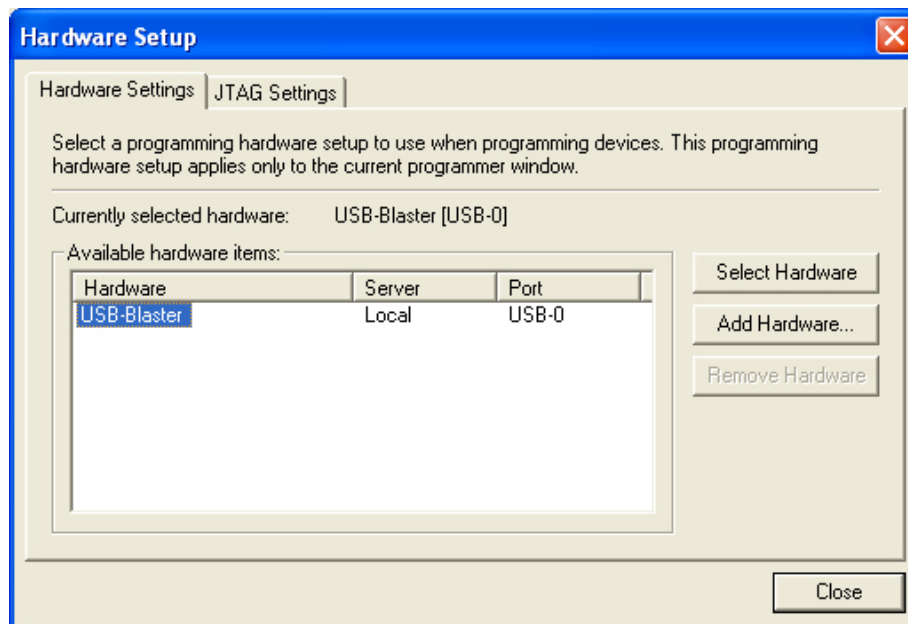 Hardware Setup
Hardware Settings JTAG Settings
Select a programming hardware setup to use when programming devices. This programming
hardware setup applies only to the current programmer window.
Currently selected hardware: USB-Blaster [USB-0]
Available hardware items:
Hardware Server Port
USB-Blaster Local USB-0
Select Hardware
Add Hardware...
Remove Hardware
Close